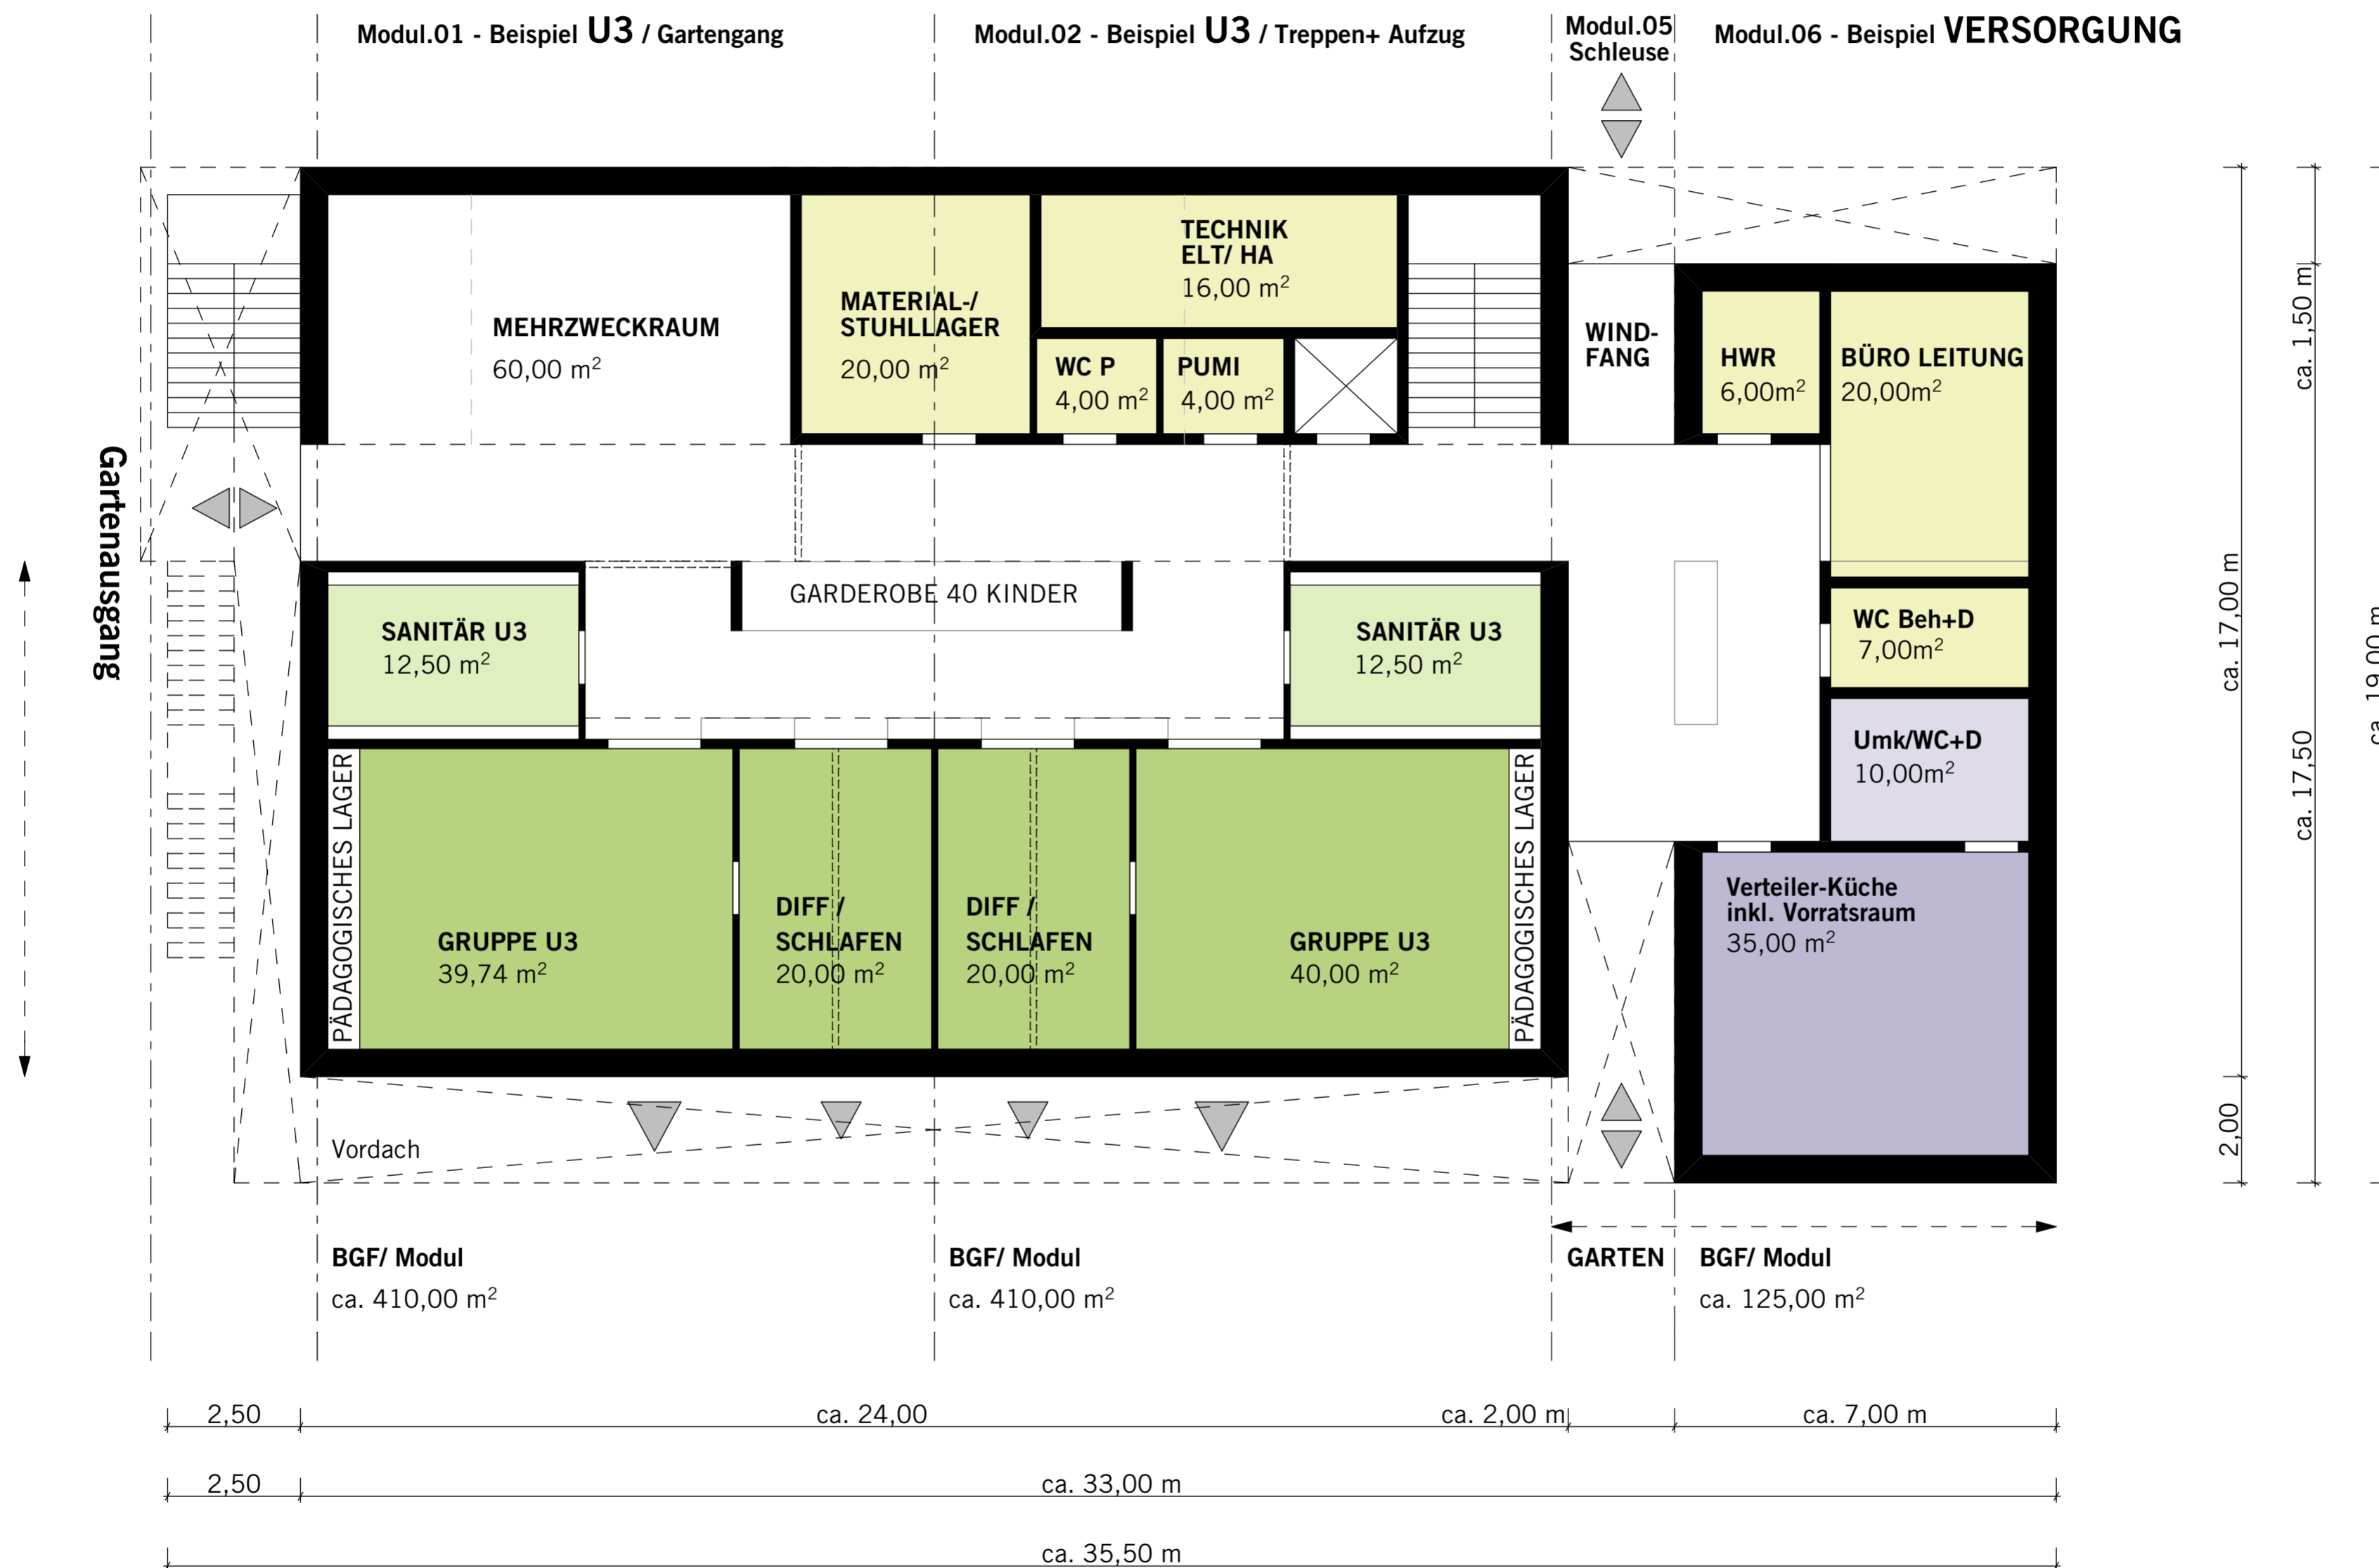 Modul.01 - Beispiel U3 / Gartengang
Modul.02 - Beispiel U3 / Treppen+ Aufzug
Modul.05
Schleuse
Modul.06 - Beispiel VERSORGUNG
Gartenausgang
MEHRZWECKRAUM
60,00 m²
MATERIAL-/
STUHLLAGER
20,00 m²
TECHNIK
ELT/ HA
16,00 m²
WC P
4,00 m²
PUMI
4,00 m²
WIND-
FANG
HWR
6,00m²
BÜRO LEITUNG
20,00m²
SANITÄR U3
12,50 m²
GARDEROBE 40 KINDER
SANITÄR U3
12,50 m²
WC Beh+D
7,00m²
Umk/WC+D
10,00m²
PÄDAGOGISCHES LAGER
GRUPPE U3
39,74 m²
DIFF /
SCHLAFEN
20,00 m²
DIFF /
SCHLAFEN
20,00 m²
GRUPPE U3
40,00 m²
PÄDAGOGISCHES LAGER
Verteiler-Küche
inkl. Vorratsraum
35,00 m²
Vordach
BGF/ Modul
ca. 410,00 m²
BGF/ Modul
ca. 410,00 m²
GARTEN
BGF/ Modul
ca. 125,00 m²
ca. 1,50 m
ca. 17,00 m
ca. 17,50
ca. 19,00 m
2,00
2,50
ca. 24,00
ca. 2,00 m
ca. 7,00 m
2,50
ca. 33,00 m
ca. 35,50 m